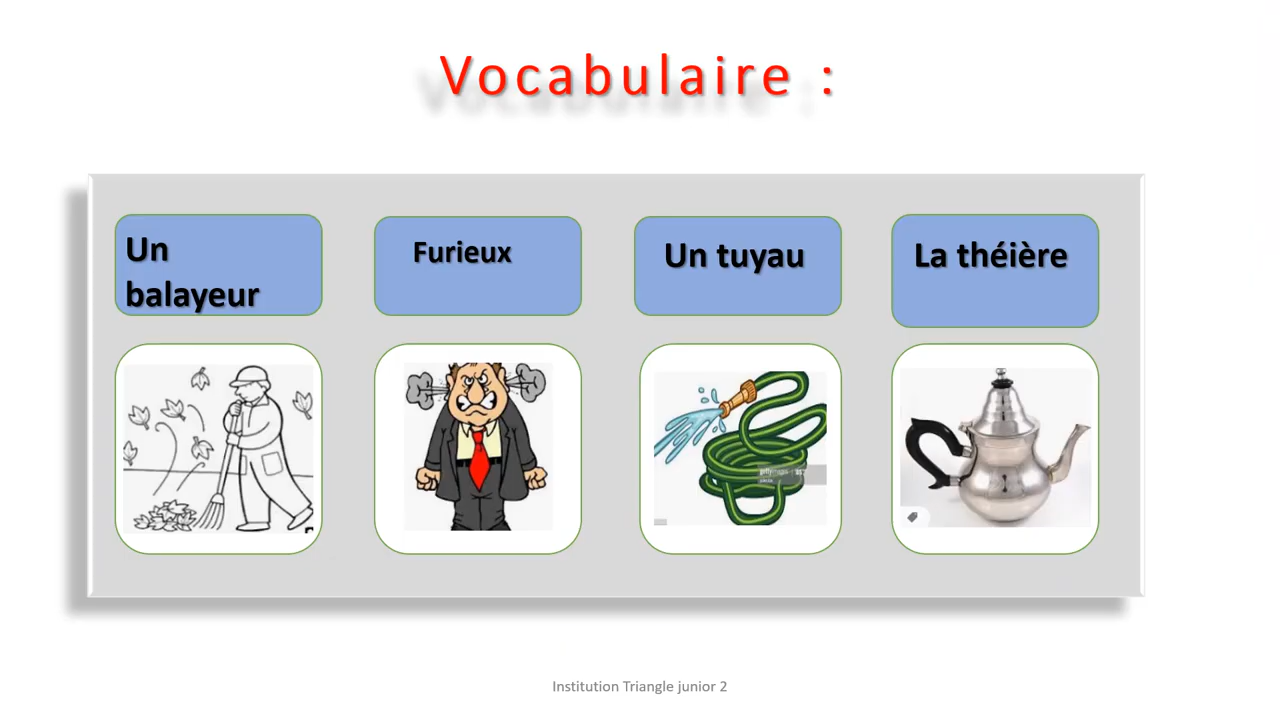 Vocabulaire :
Un
balayeur
Furieux
Un tuyau
La théière
Institution Triangle junior 2